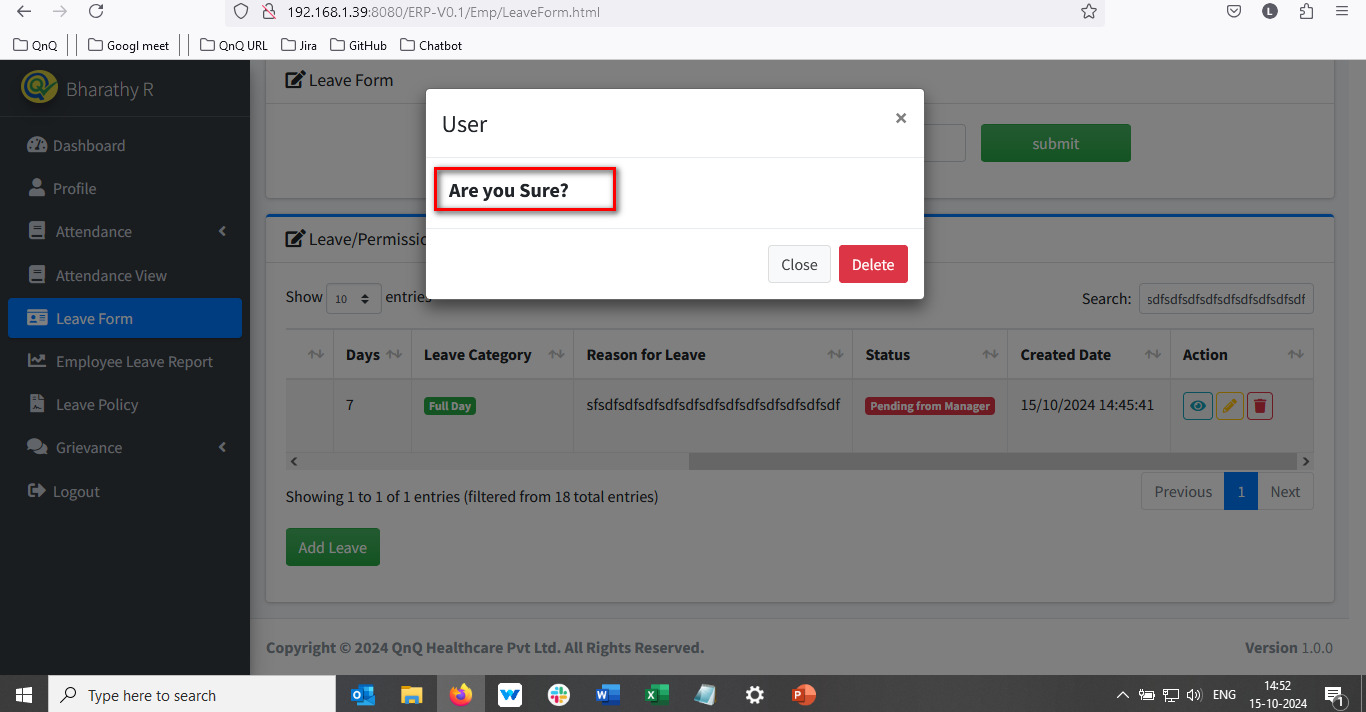 192.168.1.39:8080/ERP-V0.1/Emp/LeaveForm.html
L
QnQ
Googl meet
QnQ URL
Jira
GitHub
Chatbot
Bharathy R
Dashboard
Profile
Attendance
Attendance View
Leave Form
Employee Leave Report
Leave Policy
Grievance
Logout
Leave Form
submit
User
×
Are you Sure?
Close
Delete
Leave/Permissio
Show 10 entries
Search: sdfsdfsdfsdfsdfsdfsdfsdfsdf
Days
Leave Category
Reason for Leave
Status
Created Date
Action
7
Full Day
sfsdfsdfsdfsdfsdfsdfsdfsdfsdfsdfsdfsdf
Pending from Manager
15/10/2024 14:45:41
Showing 1 to 1 of 1 entries (filtered from 18 total entries)
Previous
1
Next
Add Leave
Copyright © 2024 QnQ Healthcare Pvt Ltd. All Rights Reserved.
Version 1.0.0
Type here to search
ENG
14:52
15-10-2024
1